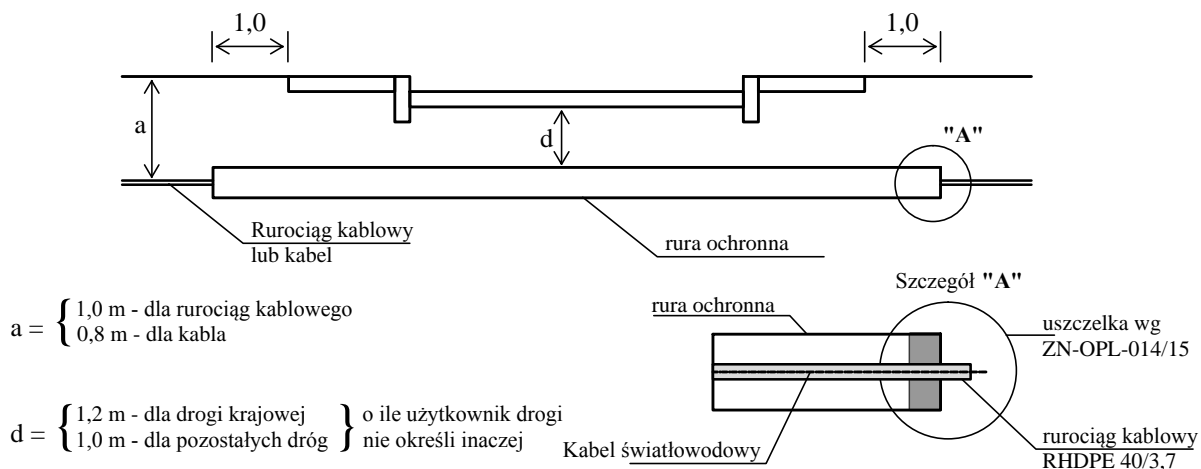 1,0
1,0
a
d
"A"
Rurociąg kablowy
lub kabel
rura ochronna
Szczegół "A"
a = { 1,0 m - dla rurociąg kablowego
0,8 m - dla kabla
rura ochronna
uszczelka wg
ZN-OPL-014/15
d = { 1,2 m - dla drogi krajowej } o ile użytkownik drogi
1,0 m - dla pozostałych dróg nie określi inaczej
Kabel światłowodowy
rurociąg kablowy
RHDPE 40/3,7